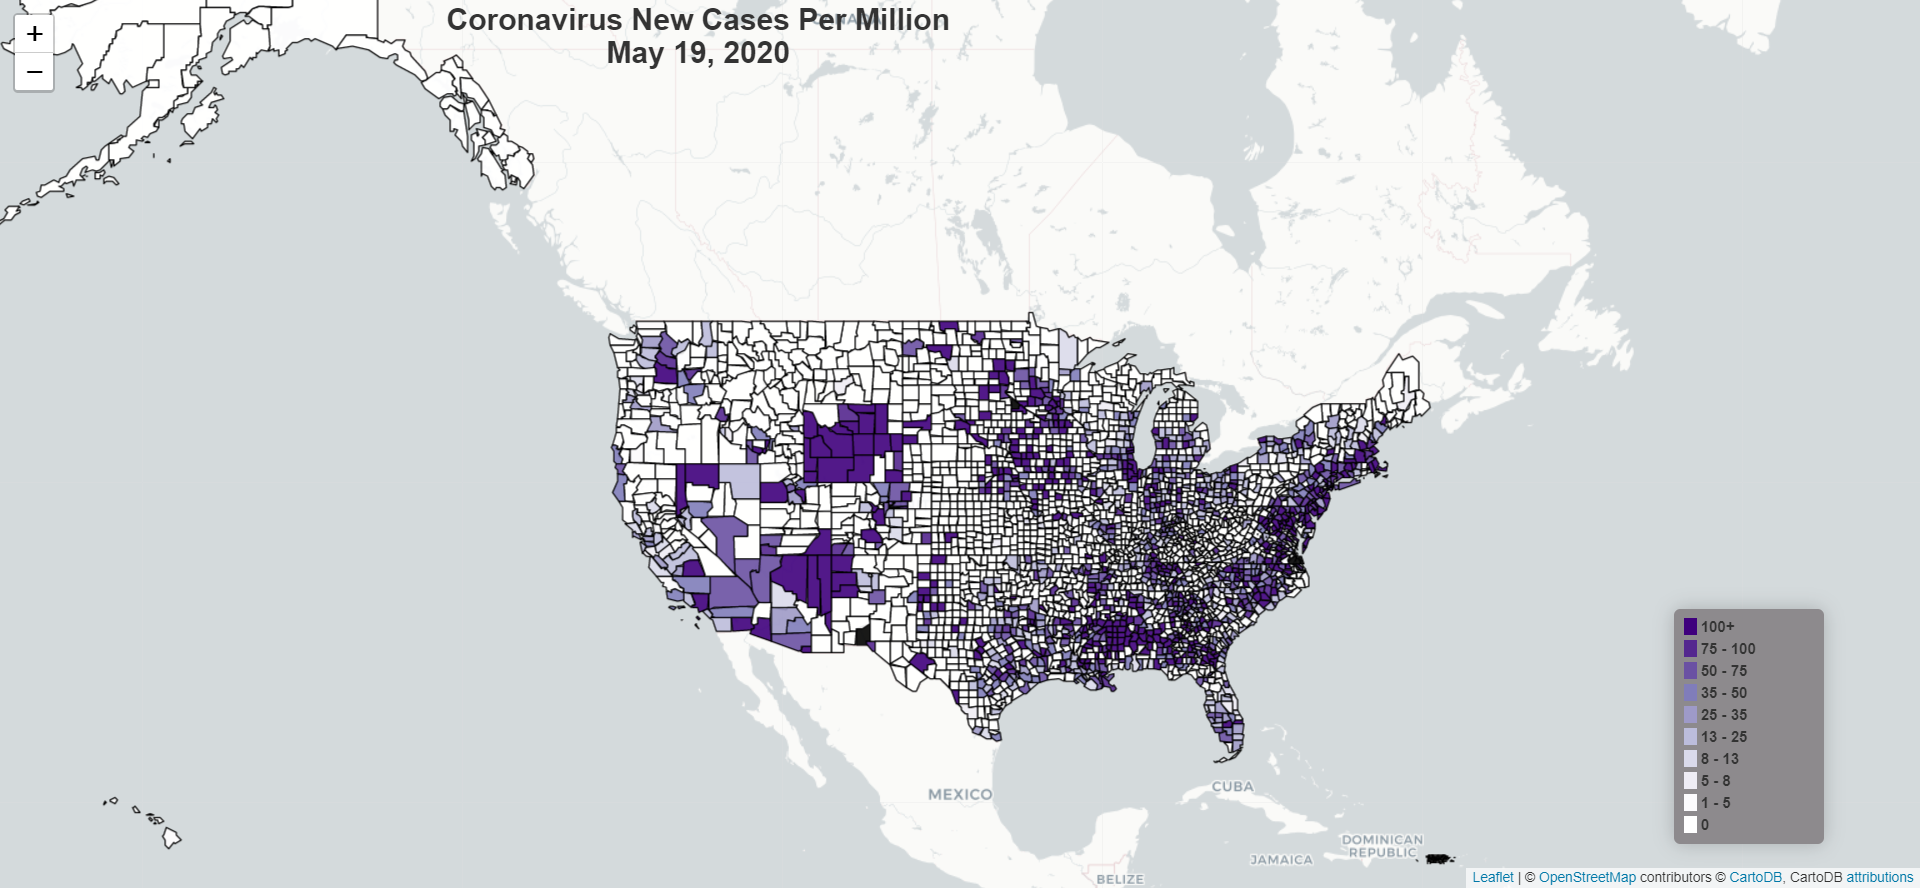 +
−
Coronavirus New Cases Per Million
May 19, 2020
CANADA
MEXICO
CUBA
DOMINICAN
REPUBLIC
JAMAICA
BELIZE
100+
75 - 100
50 - 75
35 - 50
25 - 35
13 - 25
8 - 13
5 - 8
1 - 5
0
Leaflet | © OpenStreetMap contributors © CartoDB, CartoDB attributions